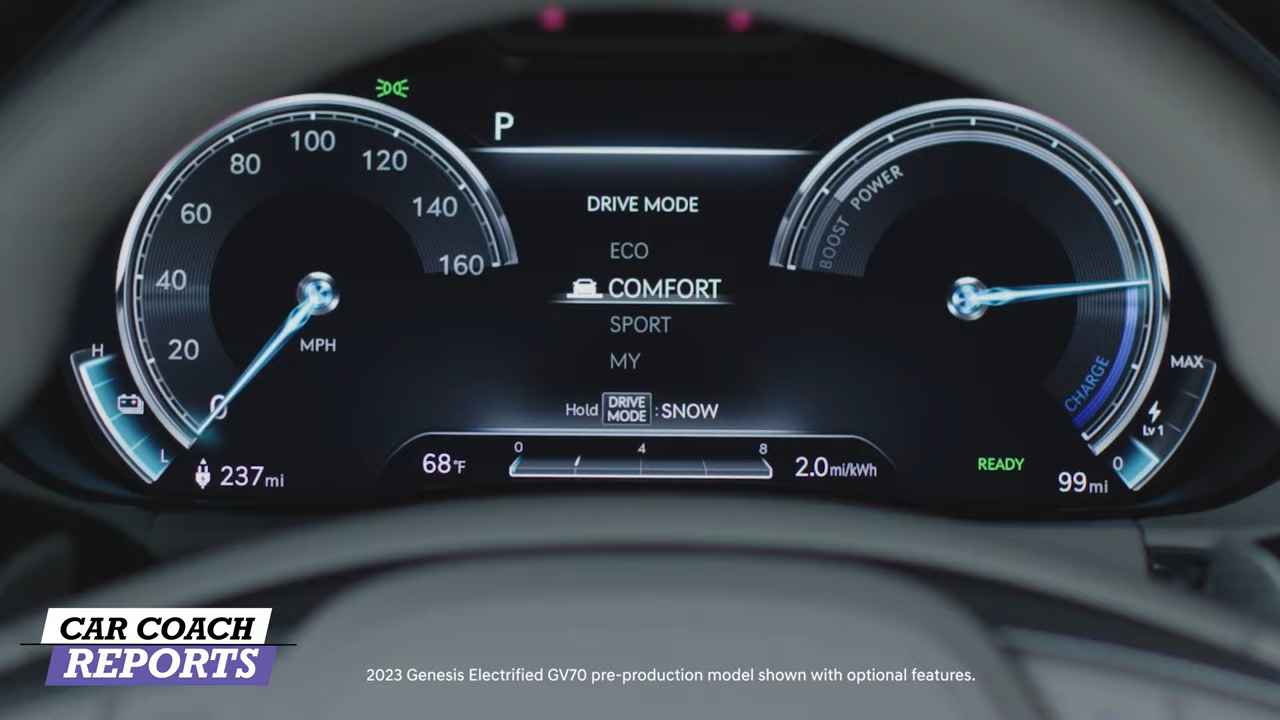 P
100
80
120
60
140
40
160
20
0
MPH
DRIVE MODE
ECO
COMFORT
SPORT
MY
Hold DRIVE MODE : SNOW
BOOST POWER
CHARGE
H
L
237mi
68°F
0 4 8
2.0mi/kWh
READY
99mi
MAX
Lv 1
0
CAR COACH
REPORTS
2023 Genesis Electrified GV70 pre-production model shown with optional features.